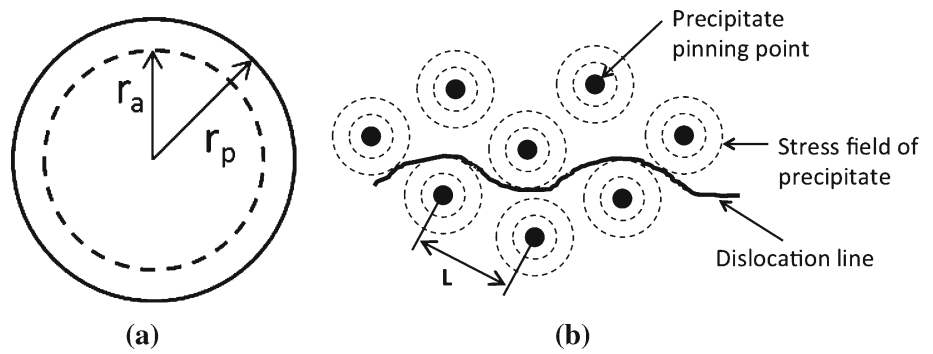 r_a
r_p
(a)
Precipitate
pinning point
Stress field of
precipitate
Dislocation line
L
(b)